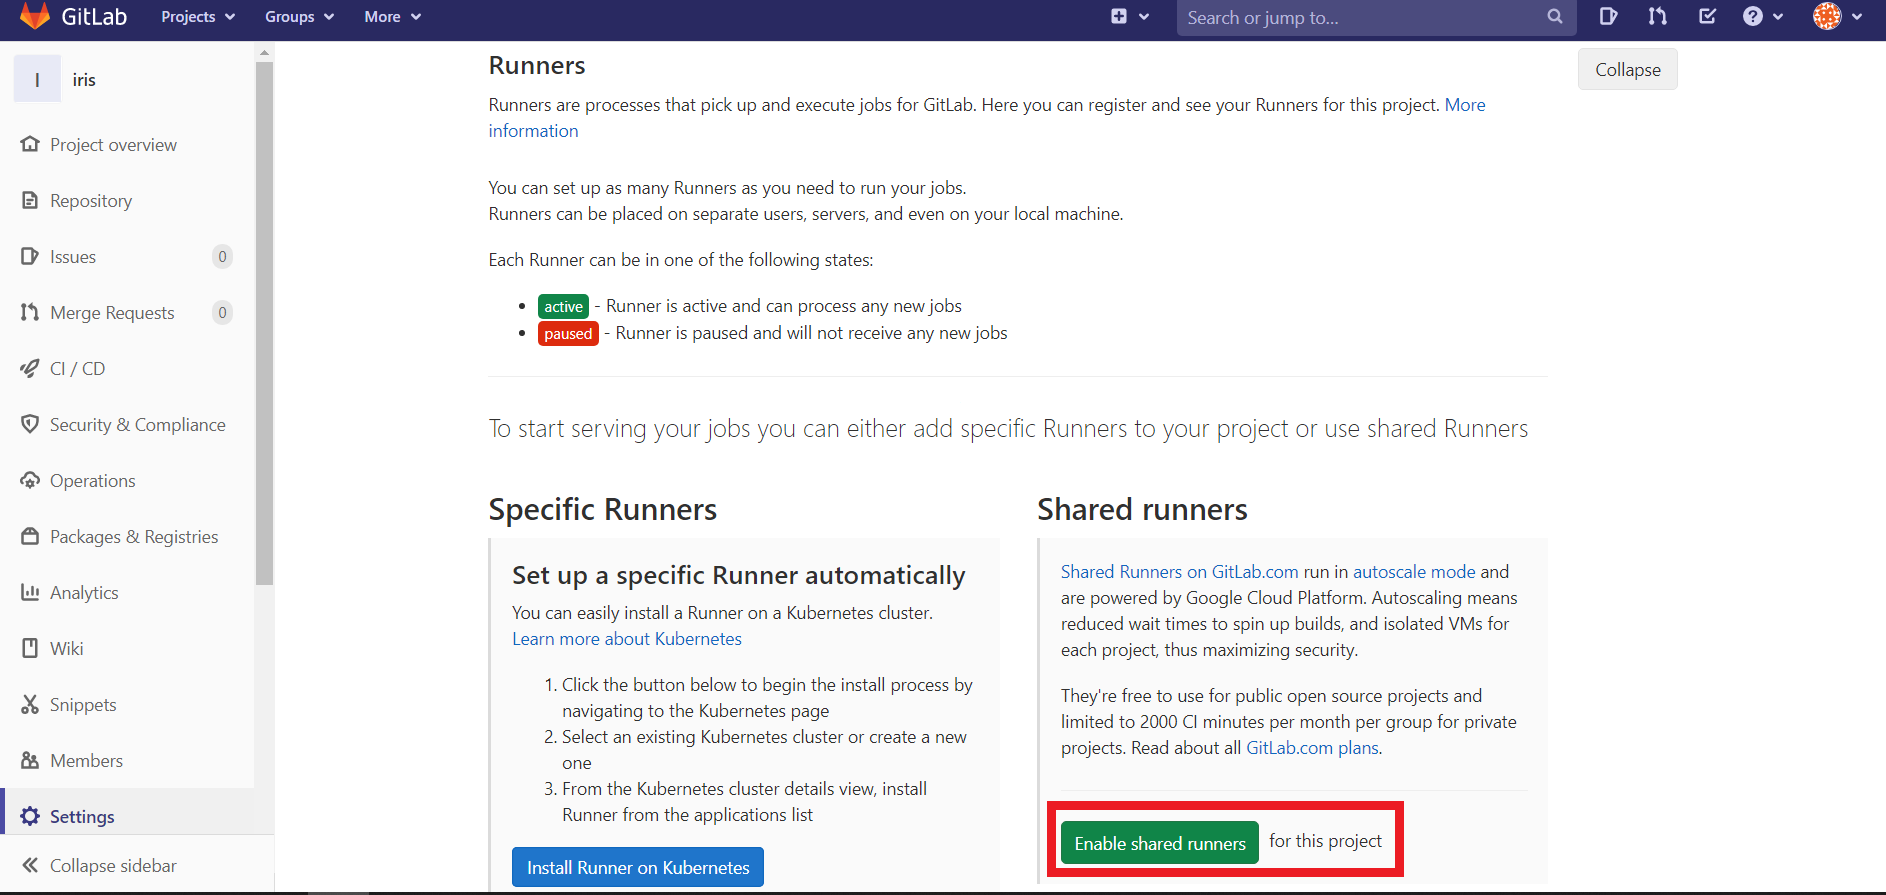 GitLab Projects Groups More Search or jump to...
I iris
Project overview
Repository
Issues 0
Merge Requests 0
CI / CD
Security & Compliance
Operations
Packages & Registries
Analytics
Wiki
Snippets
Members
Settings
Collapse sidebar
Runners
Collapse
Runners are processes that pick up and execute jobs for GitLab. Here you can register and see your Runners for this project. More
information
You can set up as many Runners as you need to run your jobs.
Runners can be placed on separate users, servers, and even on your local machine.
Each Runner can be in one of the following states:
• active - Runner is active and can process any new jobs
• paused - Runner is paused and will not receive any new jobs
To start serving your jobs you can either add specific Runners to your project or use shared Runners
Specific Runners
Set up a specific Runner automatically
You can easily install a Runner on a Kubernetes cluster.
Learn more about Kubernetes
1. Click the button below to begin the install process by
navigating to the Kubernetes page
2. Select an existing Kubernetes cluster or create a new
one
3. From the Kubernetes cluster details view, install
Runner from the applications list
Install Runner on Kubernetes
Shared runners
Shared Runners on GitLab.com run in autoscale mode and
are powered by Google Cloud Platform. Autoscaling means
reduced wait times to spin up builds, and isolated VMs for
each project, thus maximizing security.
They're free to use for public open source projects and
limited to 2000 CI minutes per month per group for private
projects. Read about all GitLab.com plans.
Enable shared runners for this project